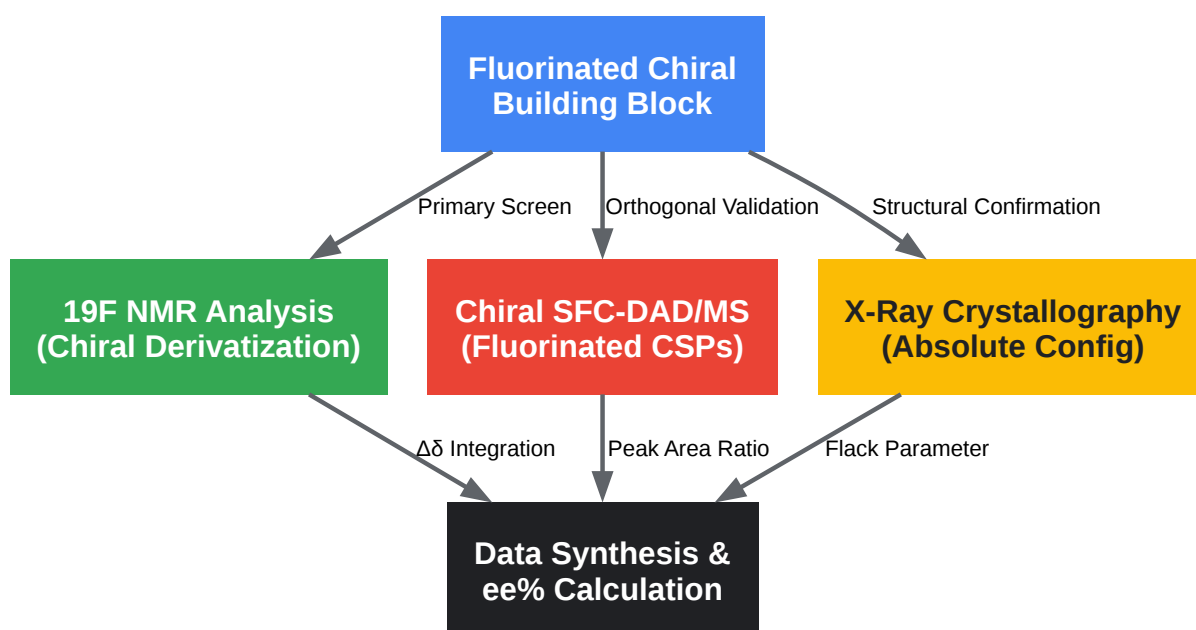 Fluorinated Chiral
Building Block
Primary Screen
Orthogonal Validation
Structural Confirmation
19F NMR Analysis
(Chiral Derivatization)
Chiral SFC-DAD/MS
(Fluorinated CSPs)
X-Ray Crystallography
(Absolute Config)
Δδ Integration
Peak Area Ratio
Flack Parameter
Data Synthesis &
ee% Calculation